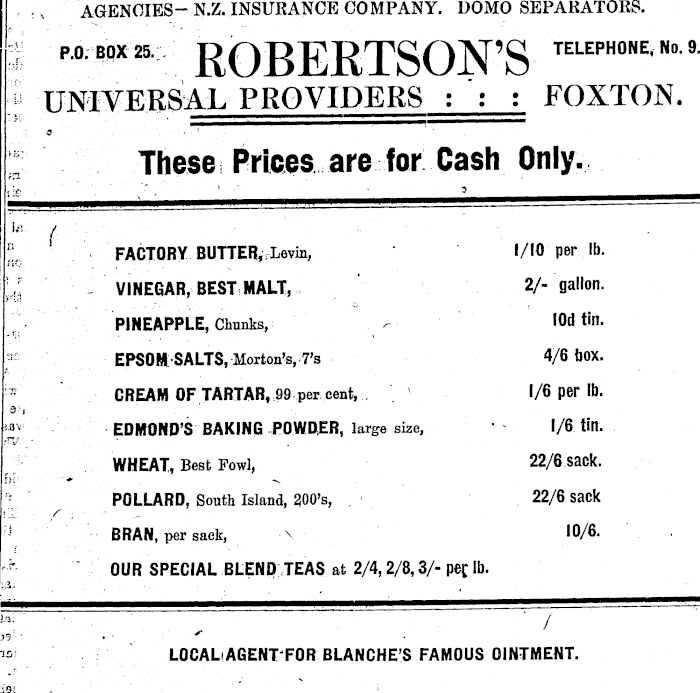 AGENCIES— N.Z. INSURANCE COMPANY. DOMO SEPARATORS.
P.O. BOX 25. ROBERTSON'S TELEPHONE, No. 9.
UNIVERSAL PROVIDERS : : : FOXTON.
These Prices are for Cash Only.
FACTORY BUTTER, Levin, 1/10 per lb.
VINEGAR, BEST MALT, 2/- gallon.
PINEAPPLE, Chunks, 10d tin.
EPSOM SALTS, Morton's, 7's 4/6 box.
CREAM OF TARTAR, 99 per cent, 1/6 per lb.
EDMOND'S BAKING POWDER, large size, 1/6 tin.
WHEAT, Best Fowl, 22/6 sack.
POLLARD, South Island, 200's, 22/6 sack
BRAN, per sack, 10/6.
OUR SPECIAL BLEND TEAS at 2/4, 2/8, 3/- per lb.
LOCAL AGENT FOR BLANCHE'S FAMOUS OINTMENT.